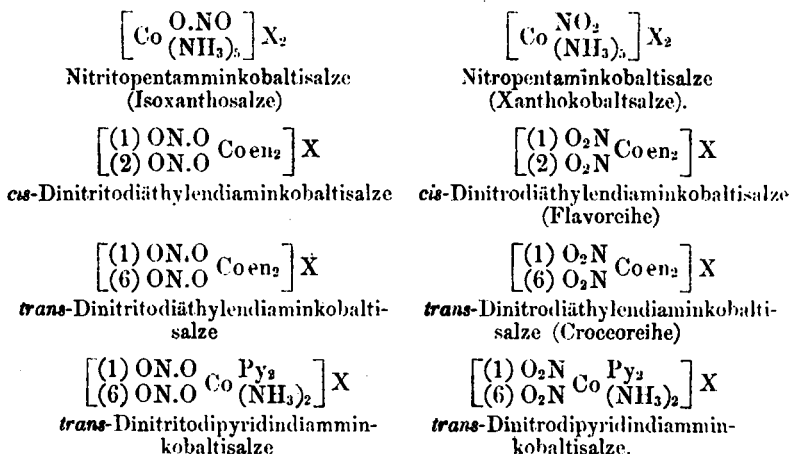 [Co O.NO (NH₃)₅] X₂
Nitritopentamminkobaltisalze
(Isoxanthosalze)
[Co NO₂ (NH₃)₅] X₂
Nitropentaminkobaltisalze
(Xanthokobaltsalze).
[(1) ON.O (2) ON.O Co en₂] X
cis-Dinitritodiäthylendiaminkobaltisalze
[(1) O₂N (2) O₂N Co en₂] X
cis-Dinitrodiäthylendiaminkobaltisalze
(Flavoreihe)
[(1) ON.O (6) ON.O Co en₂] X
trans-Dinitritodiäthylendiaminkobalti-
salze
[(1) O₂N (6) O₂N Co en₂] X
trans-Dinitrodiäthylendiaminkobalti-
salze (Croceoreihe)
[(1) ON.O (6) ON.O Co Py₂ (NH₃)₂] X
trans-Dinitritodipyridindiammin-
kobaltisalze
[(1) O₂N (6) O₂N Co Py₂ (NH₃)₂] X
trans-Dinitrodipyridindiammin-
kobaltisalze.